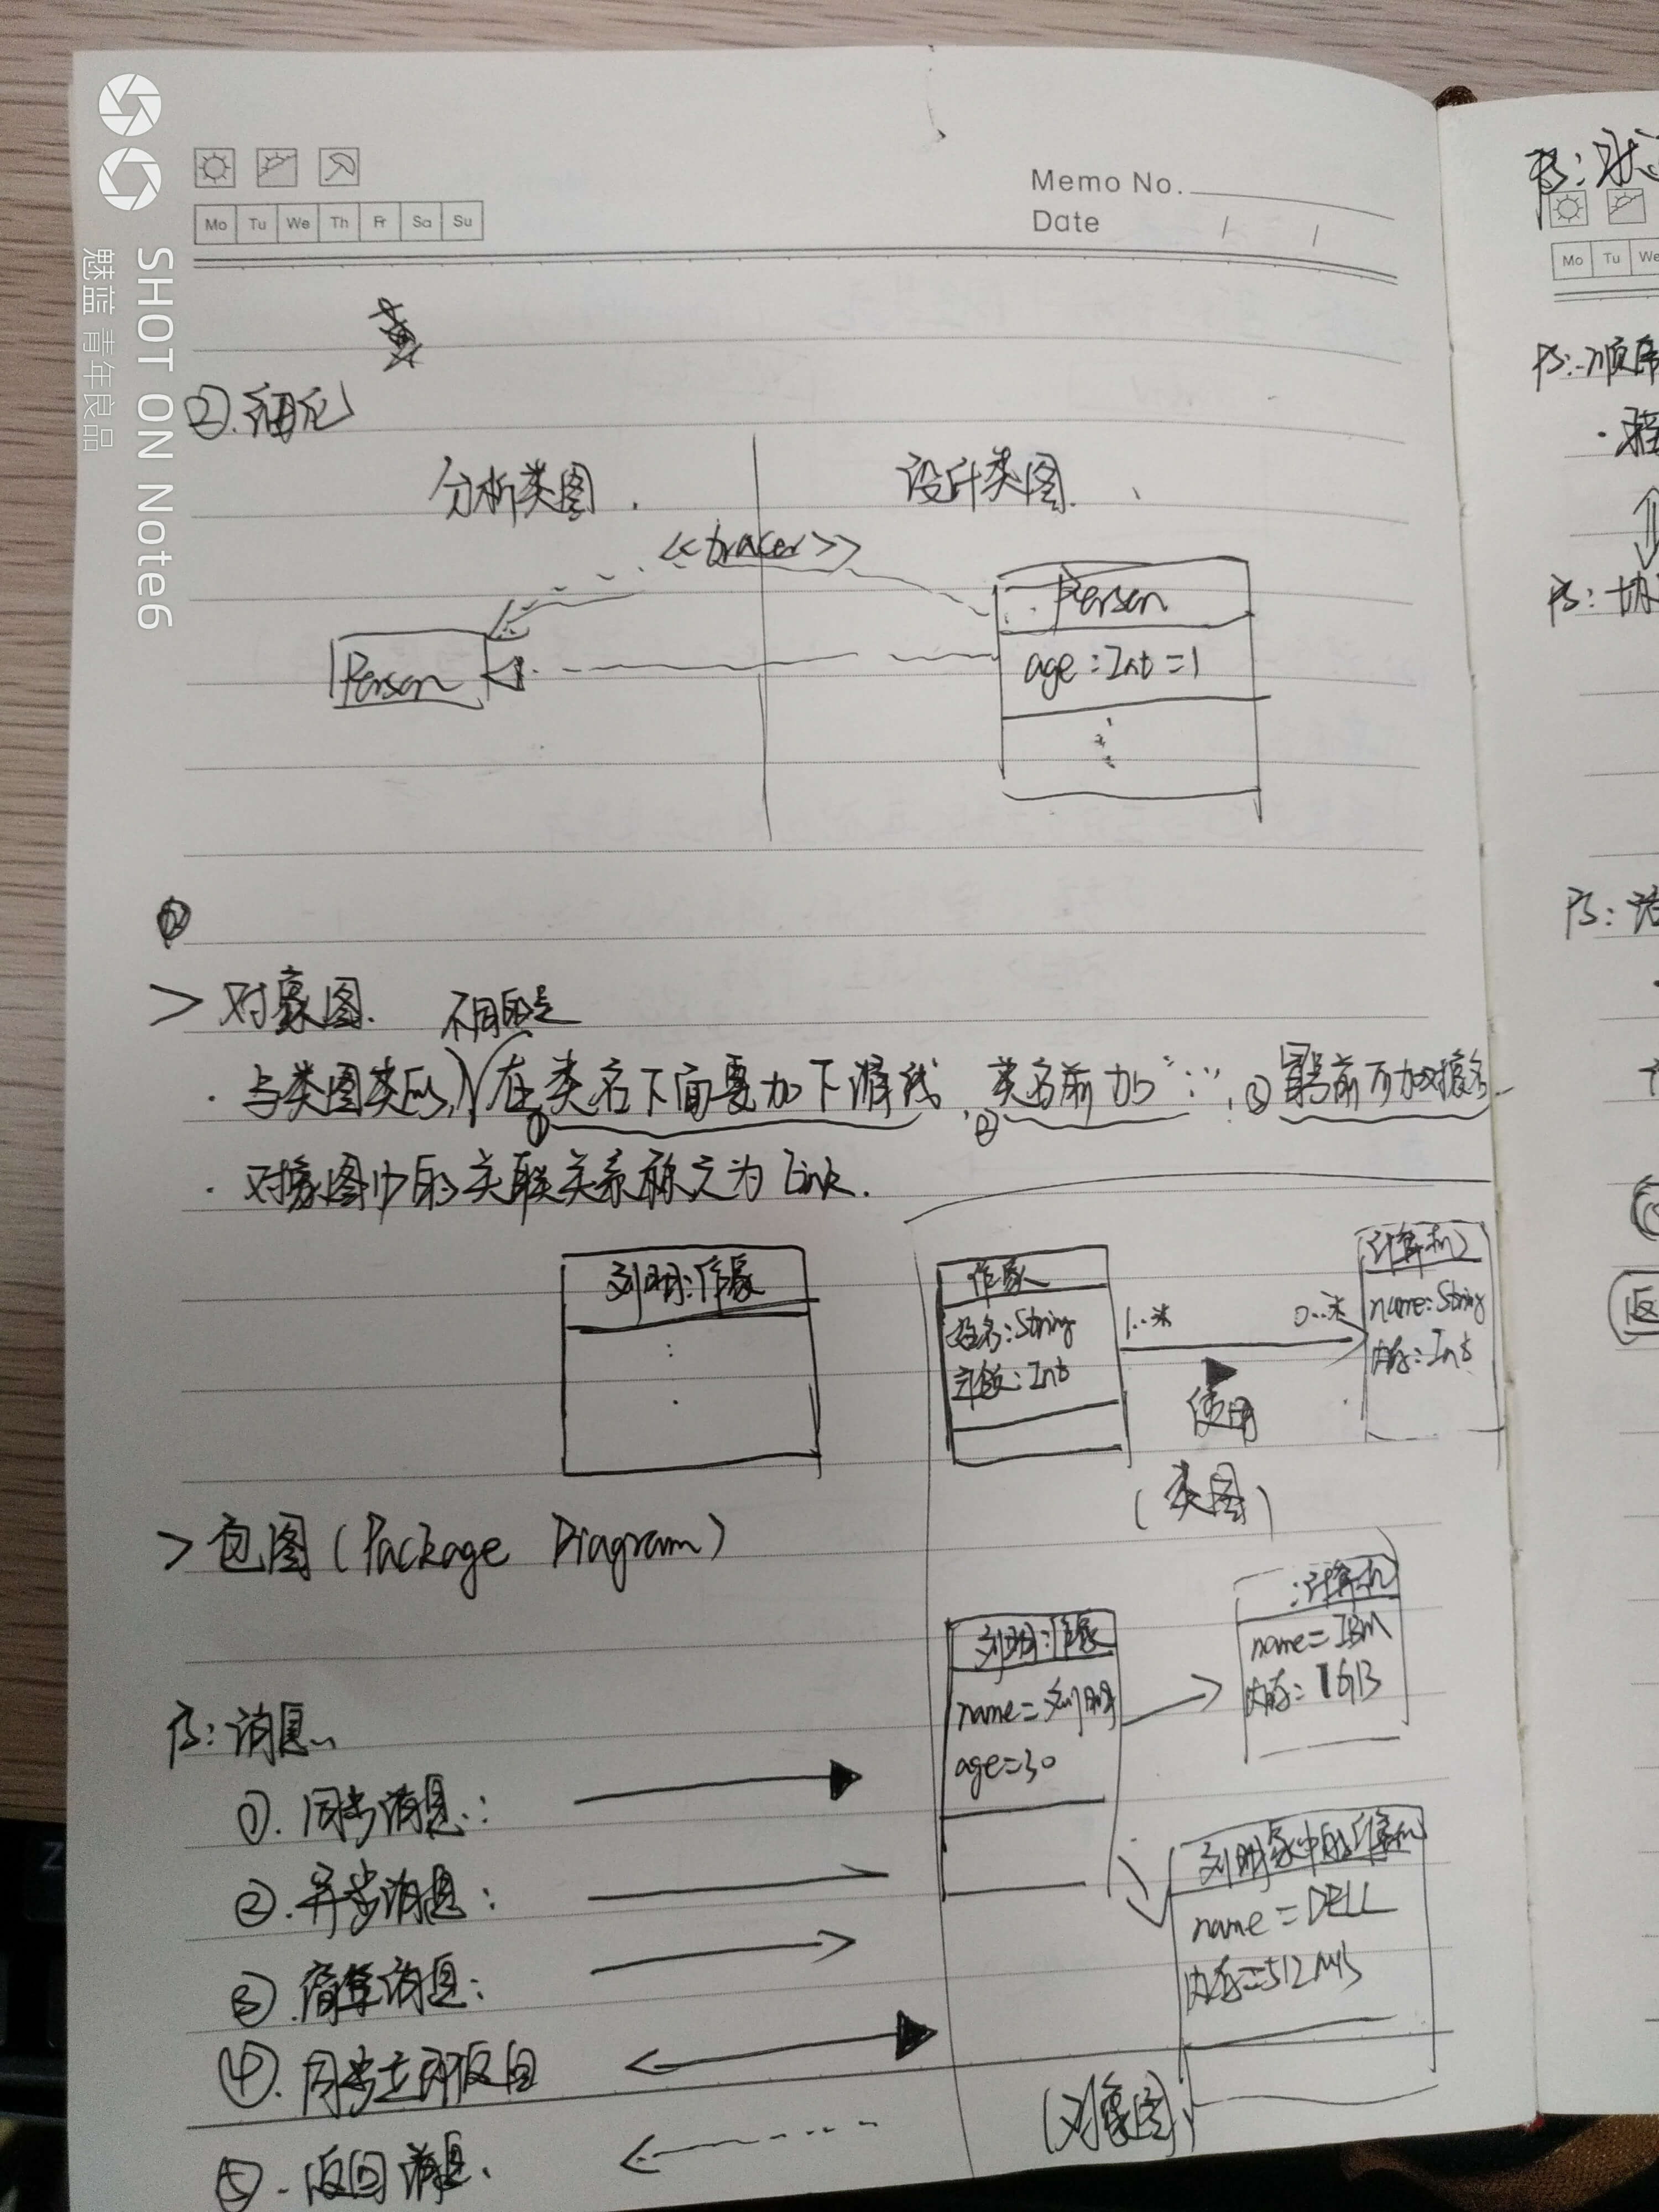 SHOT ON Note6
魅蓝 青年良品
Mo Tu We Th Fr Sa Su
Memo No.
Date / /
②.细化
分析类图.
设计类图.
<<tracer>>
Person
Person
age:Int=1
> 对象图. 不同的是
· 与类图类似,在类名下面要加下滑线 ① 类名前加“:”② ; ③ 前可加对象名
· 对象图中的关联关系称之为Link.
刘明:作家
作家
姓名:String
年龄:Int
1..*
0..*
使用
计算机
name:String
内存:Int
(类图)
> 包图(Package Diagram)
刘明:作家
name=刘明
age=30
:计算机
name=IBM
内存: 1GB
刘明家中的计算机
name=DELL
内存=512MB
(对象图)
Ps:消息
①.同步消息:
②.异步消息:
③.简单消息:
④.同步立即返回
⑤.返回消息.
Mo Tu We
Ps:顺序